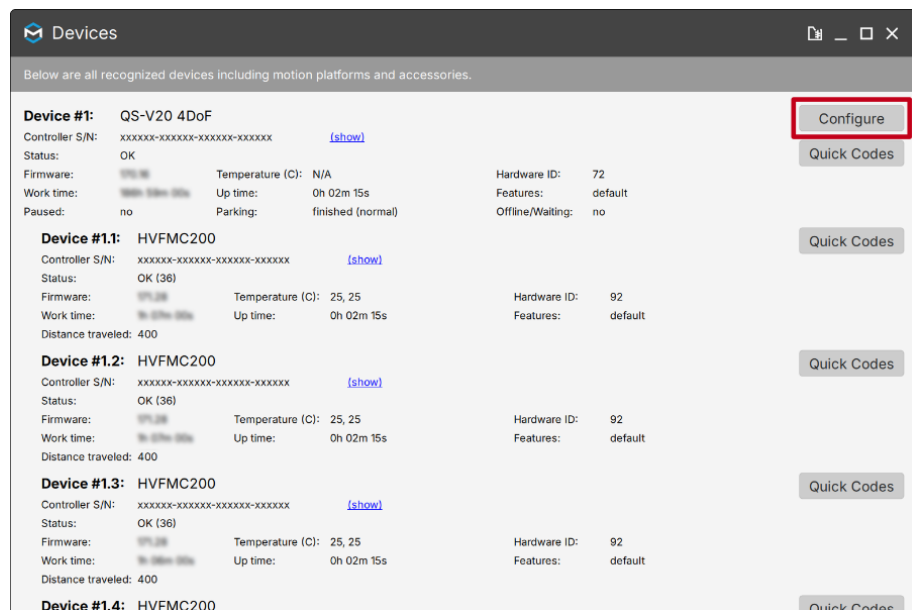 Devices
Below are all recognized devices including motion platforms and accessories.
Device #1: QS-V20 4DoF Configure
Controller S/N: xxxxxx-xxxxxx-xxxxxx-xxxxxx (show)
Status: OK Quick Codes
Firmware: Temperature (C): N/A Hardware ID: 72
Work time: Up time: 0h 02m 15s Features: default
Paused: no Parking: finished (normal) Offline/Waiting: no
Device #1.1: HVFMC200 Quick Codes
Controller S/N: xxxxxx-xxxxxx-xxxxxx-xxxxxx (show)
Status: OK (36)
Firmware: Temperature (C): 25, 25 Hardware ID: 92
Work time: Up time: 0h 02m 15s Features: default
Distance traveled: 400
Device #1.2: HVFMC200 Quick Codes
Controller S/N: xxxxxx-xxxxxx-xxxxxx-xxxxxx (show)
Status: OK (36)
Firmware: Temperature (C): 25, 25 Hardware ID: 92
Work time: Up time: 0h 02m 15s Features: default
Distance traveled: 400
Device #1.3: HVFMC200 Quick Codes
Controller S/N: xxxxxx-xxxxxx-xxxxxx-xxxxxx (show)
Status: OK (36)
Firmware: Temperature (C): 25, 25 Hardware ID: 92
Work time: Up time: 0h 02m 15s Features: default
Distance traveled: 400
Device #1.4: HVFMC200 Quick Codes